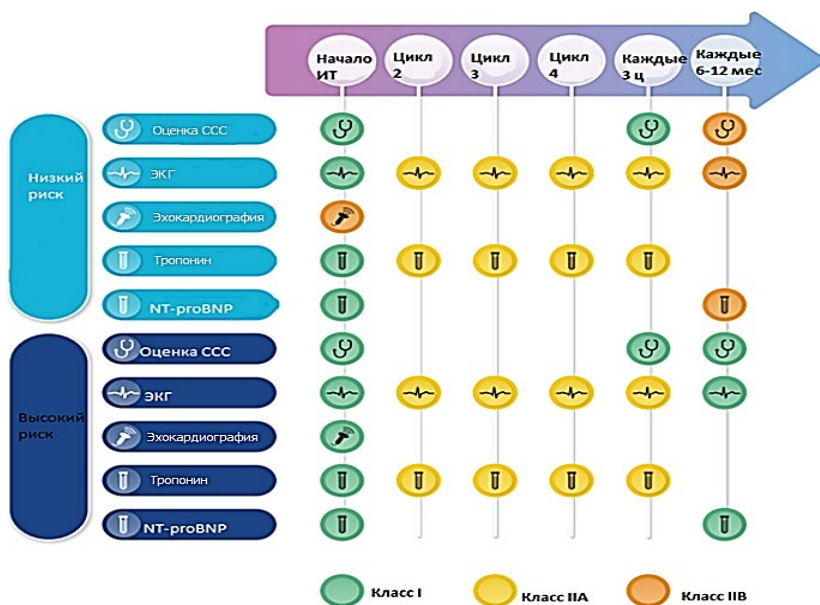 Начало
ИТ
Цикл
2
Цикл
3
Цикл
4
Каждые
3 ц
Каждые
6-12 мес
Низкий
риск
Оценка ССС
ЭКГ
Эхокардиография
Тропонин
NT-proBNP
Высокий
риск
Оценка ССС
ЭКГ
Эхокардиография
Тропонин
NT-proBNP
Класс I
Класс IIA
Класс IIB